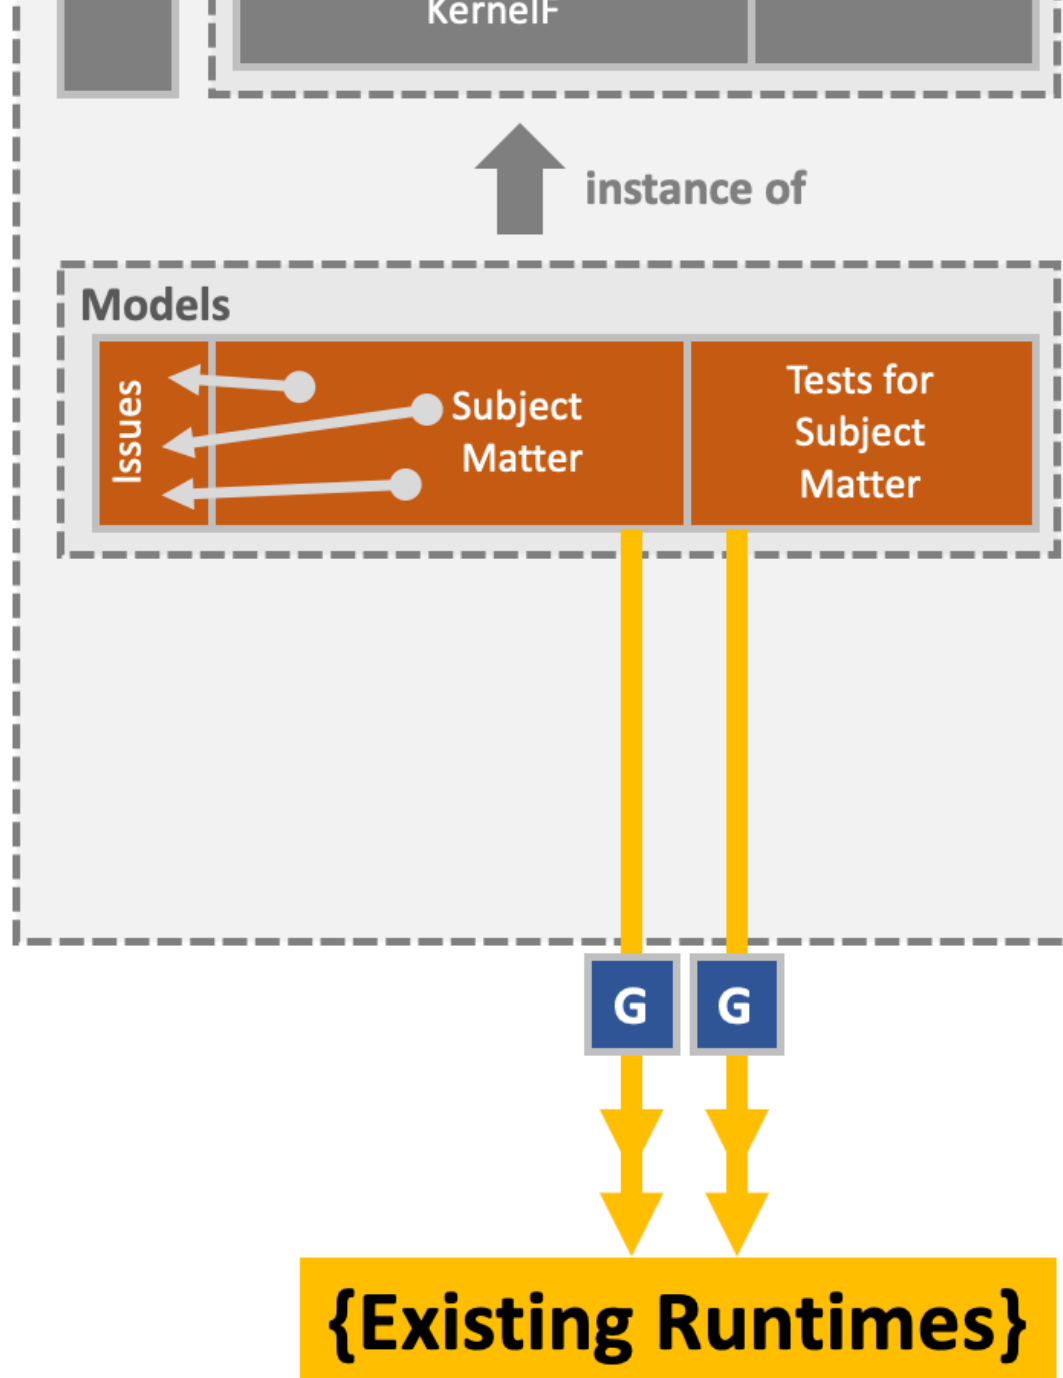 KernelF
instance of
Models
Issues
Subject
Matter
Tests for
Subject
Matter
G
G
{Existing Runtimes}